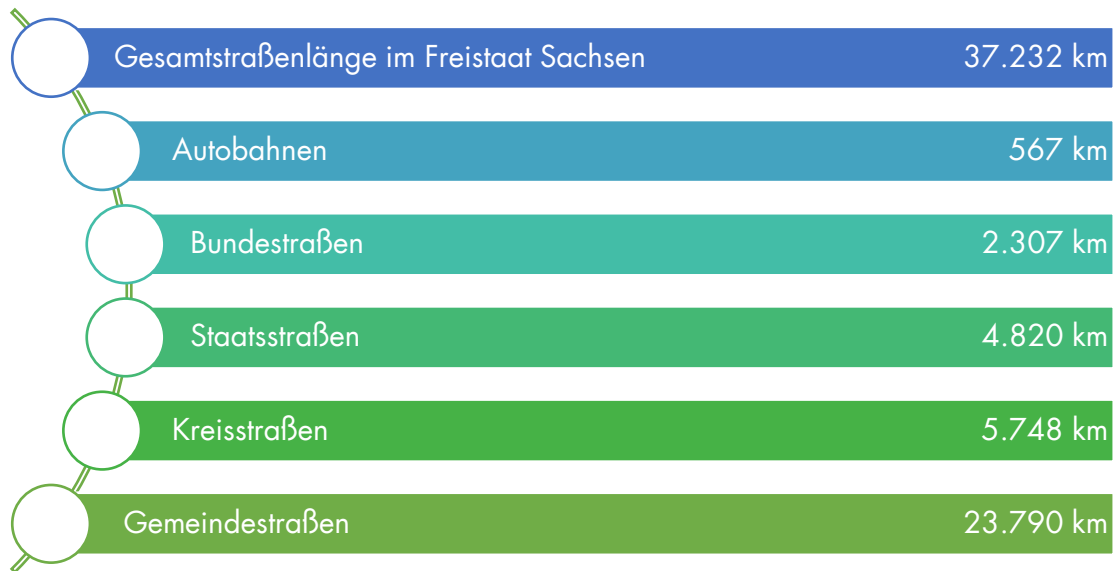 Gesamtstraßenlänge im Freistaat Sachsen 37.232 km
Autobahnen 567 km
Bundestraßen 2.307 km
Staatsstraßen 4.820 km
Kreisstraßen 5.748 km
Gemeindestraßen 23.790 km